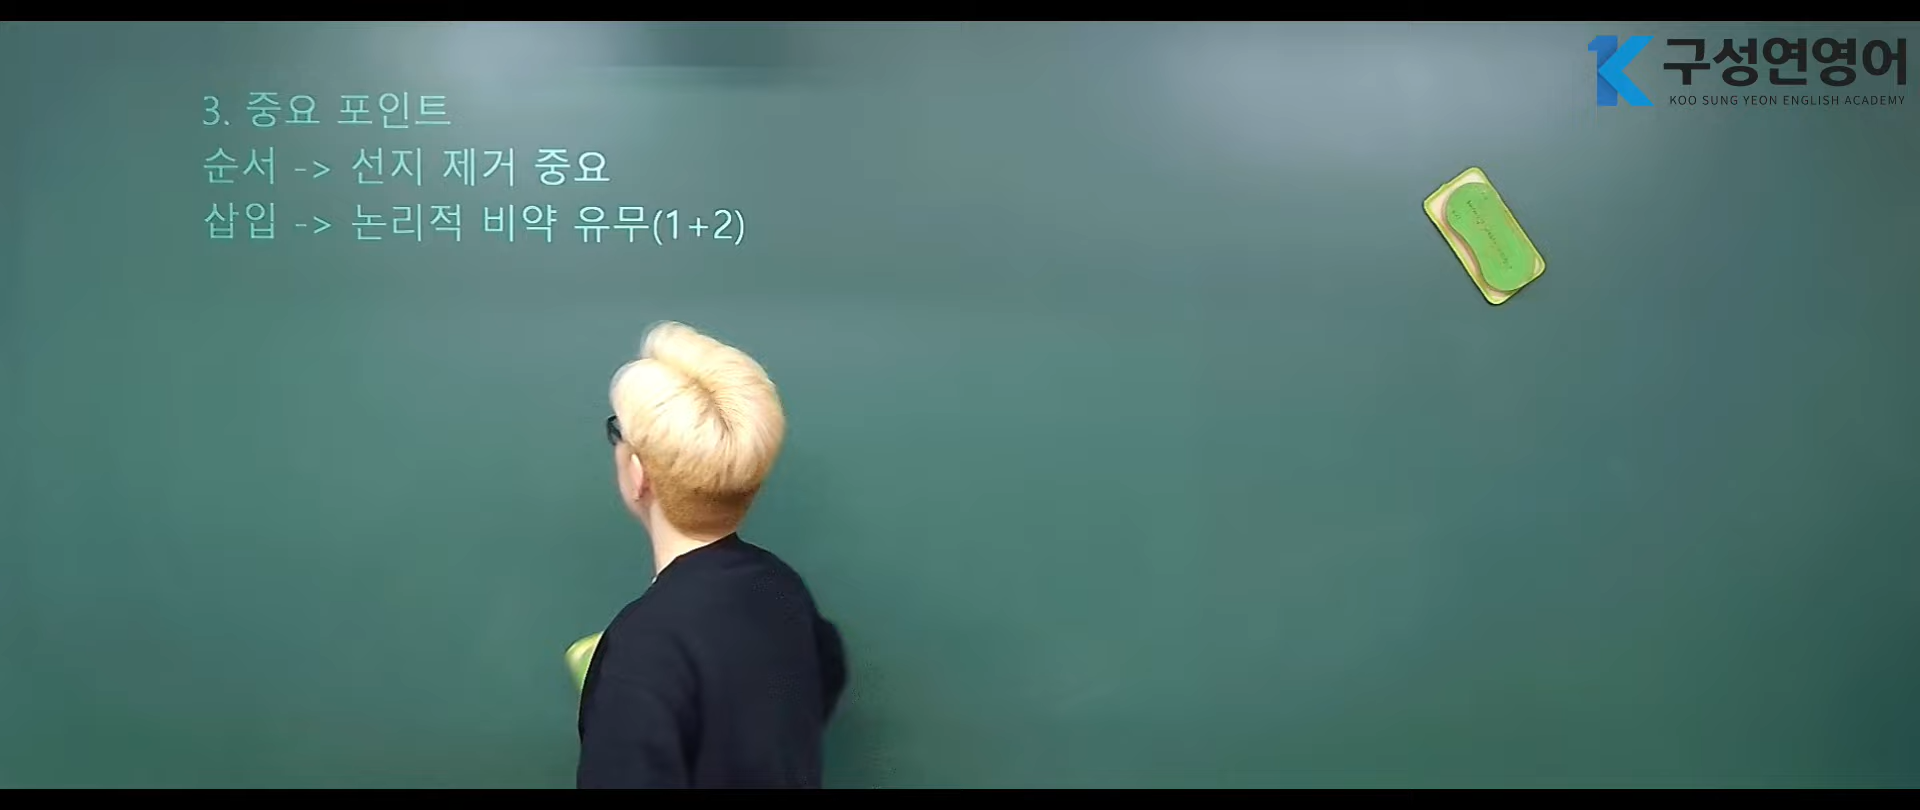 구성연영어
KOO SUNG YEON ENGLISH ACADEMY
3. 중요 포인트
순서 -> 선지 제거 중요
삽입 -> 논리적 비약 유무(1+2)